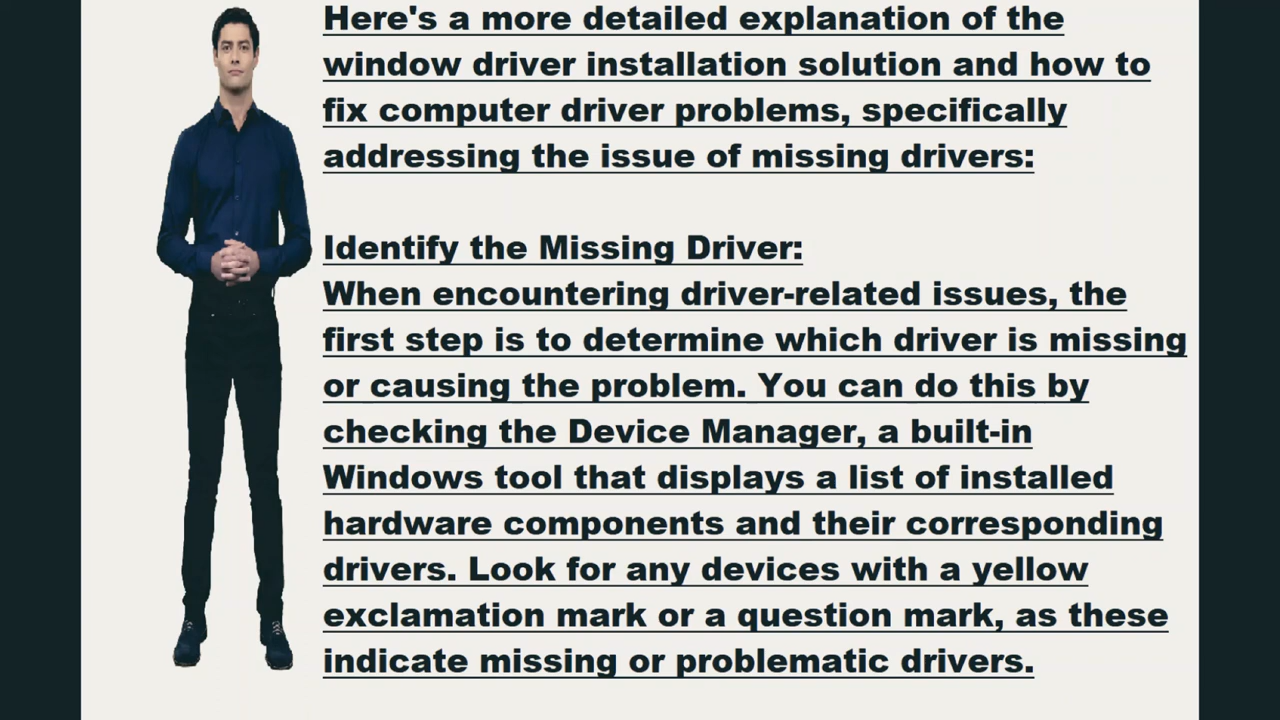 Here's a more detailed explanation of the
window driver installation solution and how to
fix computer driver problems, specifically
addressing the issue of missing drivers:
Identify the Missing Driver:
When encountering driver-related issues, the
first step is to determine which driver is missing
or causing the problem. You can do this by
checking the Device Manager, a built-in
Windows tool that displays a list of installed
hardware components and their corresponding
drivers. Look for any devices with a yellow
exclamation mark or a question mark, as these
indicate missing or problematic drivers.